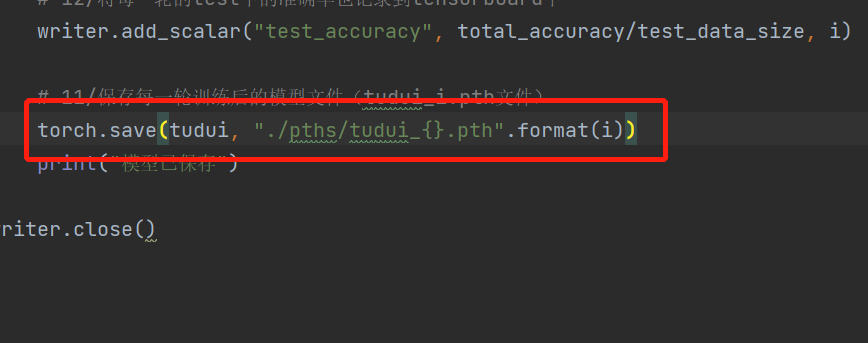 # 12/将每一轮的test下的准确率也记录到tensorboard中
writer.add_scalar("test_accuracy", total_accuracy/test_data_size, i)
# 11/保存每一轮训练后的模型文件（tudui_i.pth文件）
torch.save(tudui, "./pths/tudui_{}.pth".format(i))
print("模型已保存")
riter.close()